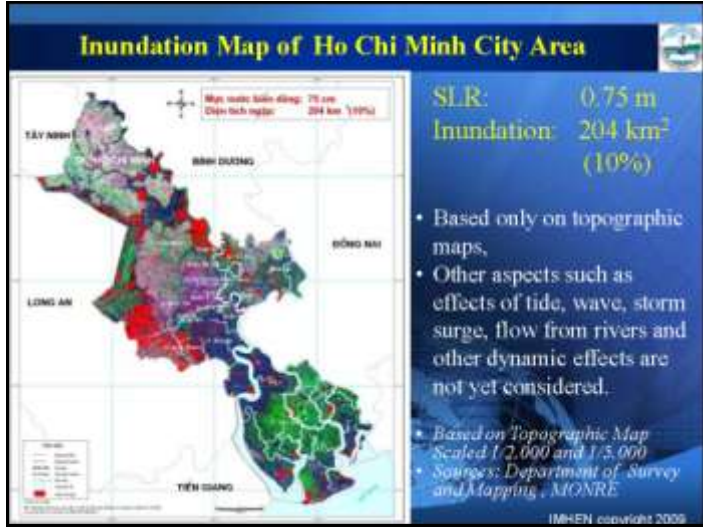 Inundation Map of Ho Chi Minh City Area
Mực nước biển dâng: 75 cm
Diện tích ngập: 204 km² (10%)
TÂY NINH
BÌNH DƯƠNG
ĐỒNG NAI
LONG AN
TIỀN GIANG
SLR: 0.75 m
Inundation: 204 km²
(10%)
• Based only on topographic
maps,
• Other aspects such as
effects of tide, wave, storm
surge, flow from rivers and
other dynamic effects are
not yet considered.
• Based on Topographic Map
Scaled 1/2.000 and 1/5.000
• Sources: Department of Survey
and Mapping , MONRE
IMHEN copyright 2009